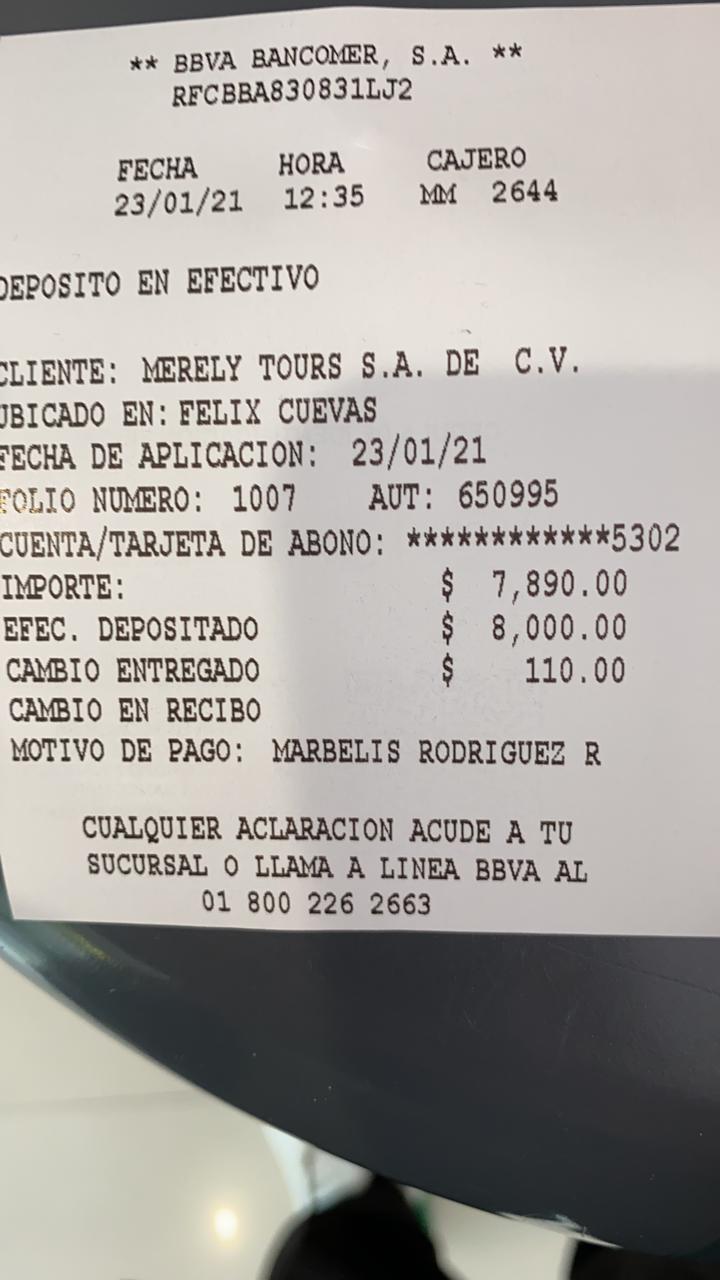 ** BBVA BANCOMER, S.A. **
RFCBBA830831LJ2
FECHA HORA CAJERO
23/01/21 12:35 MM 2644
DEPOSITO EN EFECTIVO
CLIENTE: MERELY TOURS S.A. DE C.V.
UBICADO EN: FELIX CUEVAS
FECHA DE APLICACION: 23/01/21
FOLIO NUMERO: 1007 AUT: 650995
CUENTA/TARJETA DE ABONO: ************5302
IMPORTE: $ 7,890.00
EFEC. DEPOSITADO $ 8,000.00
CAMBIO ENTREGADO $ 110.00
CAMBIO EN RECIBO
MOTIVO DE PAGO: MARBELIS RODRIGUEZ R
CUALQUIER ACLARACION ACUDE A TU
SUCURSAL O LLAMA A LINEA BBVA AL
01 800 226 2663